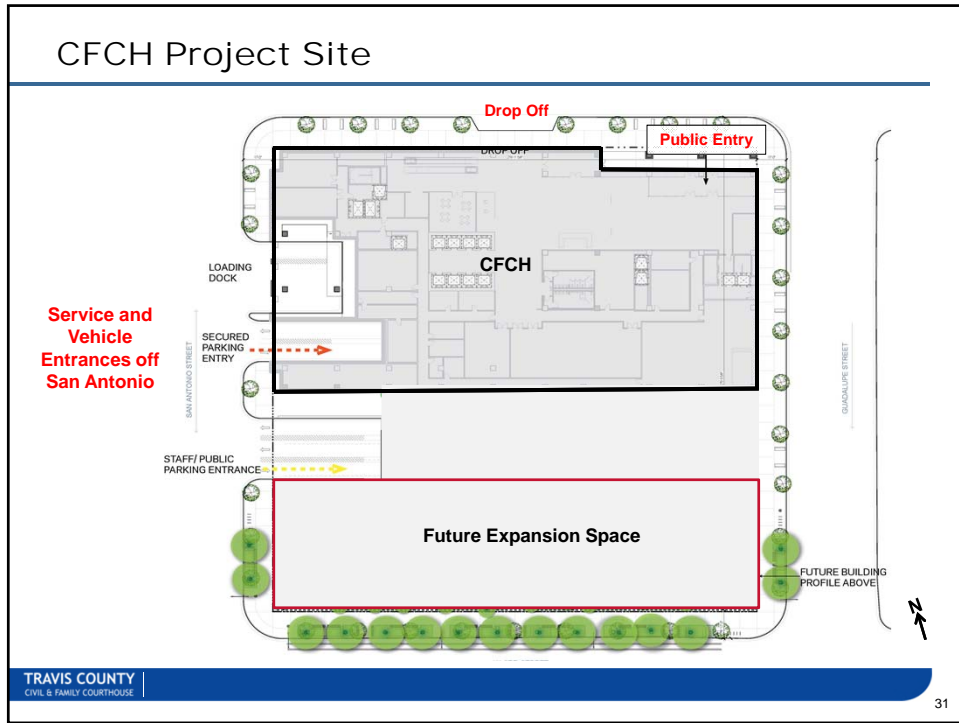 CFCH Project Site
Drop Off
DROP OFF
Public Entry
LOADING
DOCK
CFCH
Service and
Vehicle
Entrances off
San Antonio
SECURED
PARKING
ENTRY
SAN ANTONIO STREET
GUADALUPE STREET
STAFF/ PUBLIC
PARKING ENTRANCE
Future Expansion Space
FUTURE BUILDING
PROFILE ABOVE
N
TRAVIS COUNTY
CIVIL & FAMILY COURTHOUSE
31